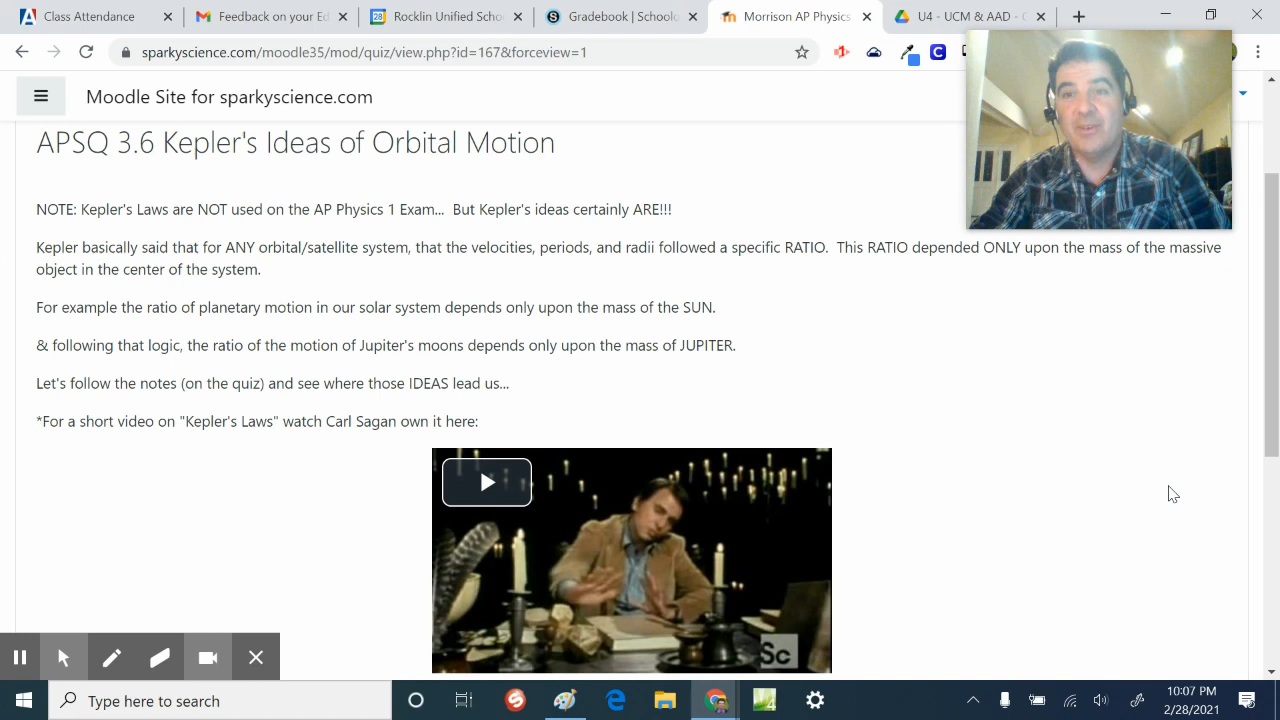 Class Attendance
Feedback on your Ed
28
Rocklin Unified Scho
Gradebook | Schoolo
Morrison AP Physics
U4 - UCM & AAD - C
sparkyscience.com/moodle35/mod/quiz/view.php?id=167&forceview=1
Moodle Site for sparkyscience.com
APSQ 3.6 Kepler's Ideas of Orbital Motion
NOTE: Kepler's Laws are NOT used on the AP Physics 1 Exam... But Kepler's ideas certainly ARE!!!
Kepler basically said that for ANY orbital/satellite system, that the velocities, periods, and radii followed a specific RATIO. This RATIO depended ONLY upon the mass of the massive
object in the center of the system.
For example the ratio of planetary motion in our solar system depends only upon the mass of the SUN.
& following that logic, the ratio of the motion of Jupiter's moons depends only upon the mass of JUPITER.
Let's follow the notes (on the quiz) and see where those IDEAS lead us...
*For a short video on "Kepler's Laws" watch Carl Sagan own it here:
Sc
Type here to search
10:07 PM
2/28/2021